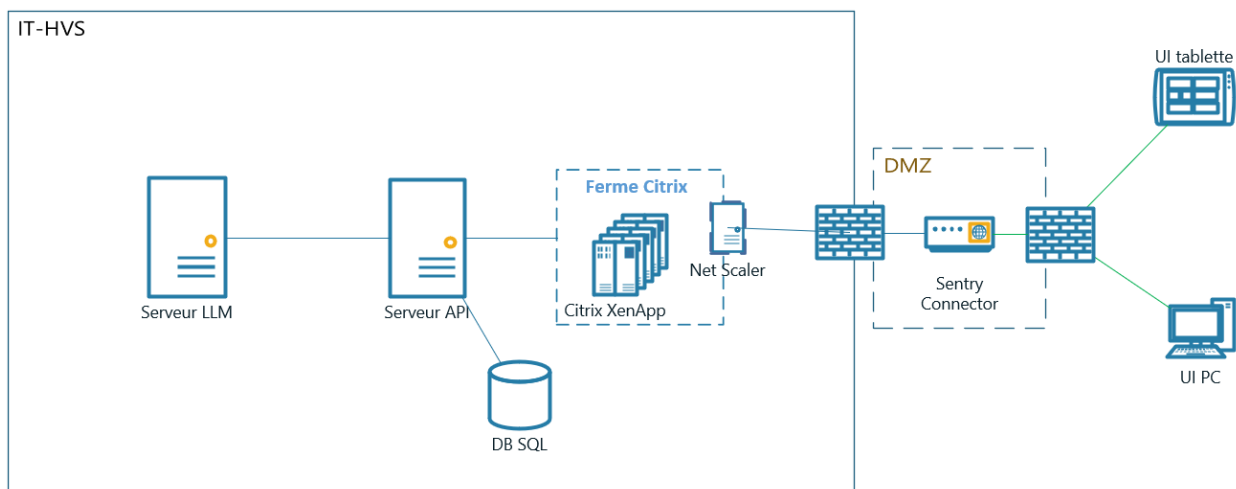 IT-HVS
UI tablette
DMZ
Ferme Citrix
Net Scaler
Sentry
Connector
Serveur LLM
Serveur API
Citrix XenApp
UI PC
DB SQL